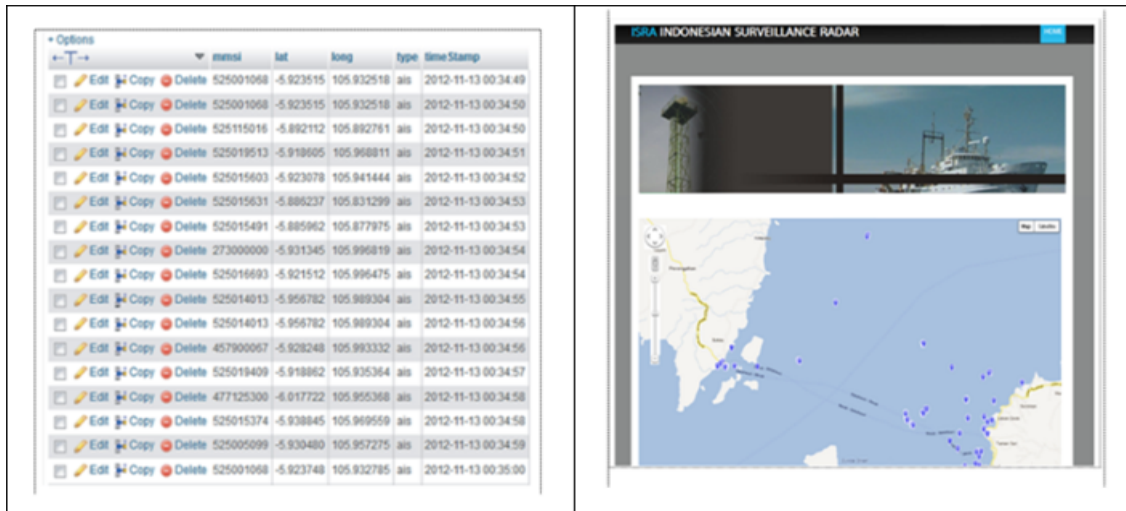 + Options
←T→ mmsi lat long type timeStamp
Edit Copy Delete 525001068 -5.923515 105.932518 ais 2012-11-13 00:34:49
Edit Copy Delete 525001068 -5.923515 105.932518 ais 2012-11-13 00:34:50
Edit Copy Delete 525115016 -5.892112 105.892761 ais 2012-11-13 00:34:50
Edit Copy Delete 525019513 -5.918605 105.968811 ais 2012-11-13 00:34:51
Edit Copy Delete 525015603 -5.923078 105.941444 ais 2012-11-13 00:34:52
Edit Copy Delete 525015631 -5.886237 105.831299 ais 2012-11-13 00:34:53
Edit Copy Delete 525015491 -5.885962 105.877975 ais 2012-11-13 00:34:53
Edit Copy Delete 273000000 -5.931345 105.996819 ais 2012-11-13 00:34:54
Edit Copy Delete 525016693 -5.921512 105.996475 ais 2012-11-13 00:34:54
Edit Copy Delete 525014013 -5.956782 105.989304 ais 2012-11-13 00:34:55
Edit Copy Delete 525014013 -5.956782 105.989304 ais 2012-11-13 00:34:56
Edit Copy Delete 457900067 -5.928248 105.993332 ais 2012-11-13 00:34:56
Edit Copy Delete 525019409 -5.918862 105.935364 ais 2012-11-13 00:34:57
Edit Copy Delete 477125300 -6.017722 105.955368 ais 2012-11-13 00:34:58
Edit Copy Delete 525015374 -5.938845 105.969559 ais 2012-11-13 00:34:58
Edit Copy Delete 525005099 -5.930480 105.957275 ais 2012-11-13 00:34:59
Edit Copy Delete 525001068 -5.923748 105.932785 ais 2012-11-13 00:35:00
ISRA INDONESIAN SURVEILLANCE RADAR
HOME
Map Satellite